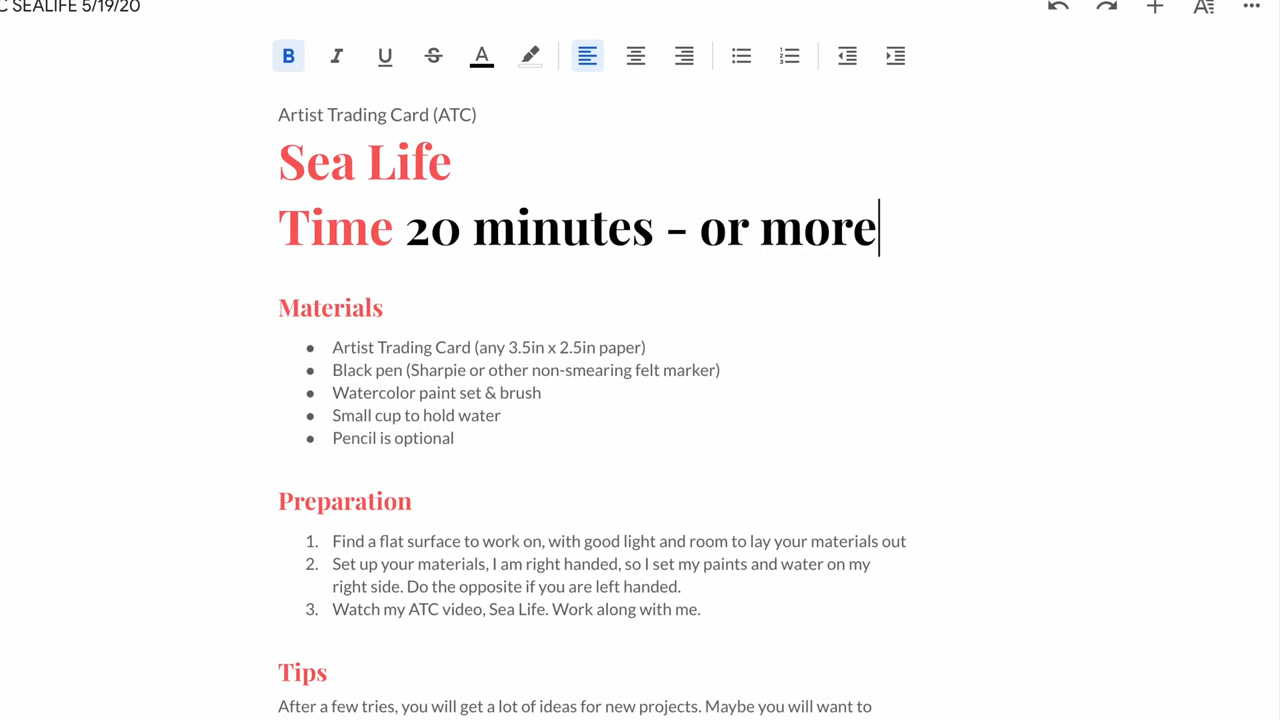 C SEALIFE 5/19/20
B I U S A
Artist Trading Card (ATC)
Sea Life
Time 20 minutes - or more
Materials
● Artist Trading Card (any 3.5in x 2.5in paper)
● Black pen (Sharpie or other non-smearing felt marker)
● Watercolor paint set & brush
● Small cup to hold water
● Pencil is optional
Preparation
1. Find a flat surface to work on, with good light and room to lay your materials out
2. Set up your materials, I am right handed, so I set my paints and water on my
right side. Do the opposite if you are left handed.
3. Watch my ATC video, Sea Life. Work along with me.
Tips
After a few tries, you will get a lot of ideas for new projects. Maybe you will want to